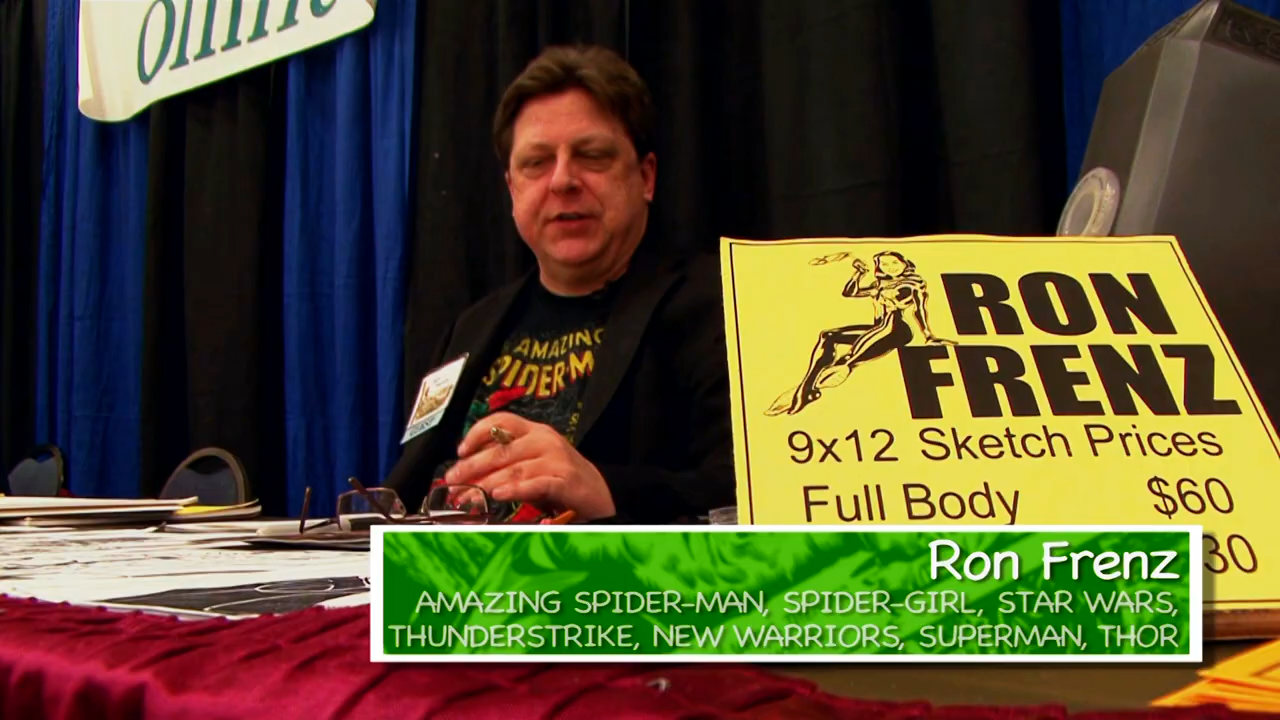 AMAZING
SPIDER-M
RON
FRENZ
9x12 Sketch Prices
Full Body $60
30
Ron Frenz
AMAZING SPIDER-MAN, SPIDER-GIRL, STAR WARS,
THUNDERSTRIKE, NEW WARRIORS, SUPERMAN, THOR